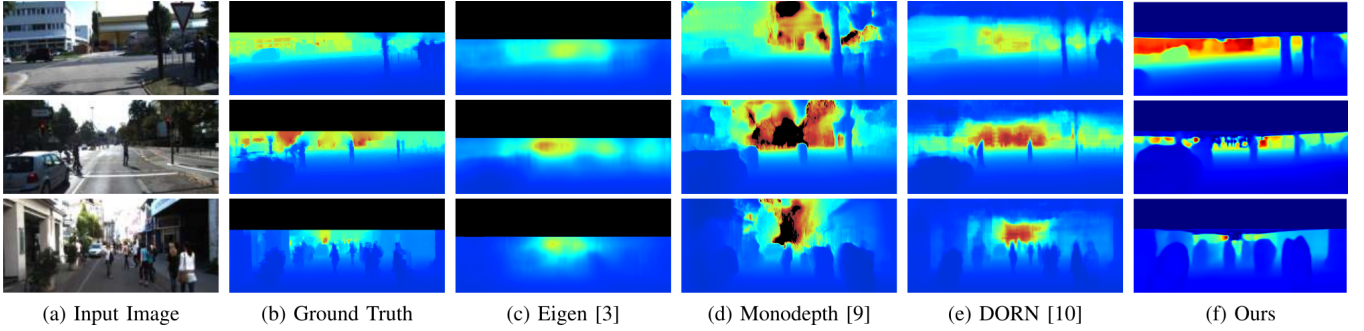 (a) Input Image
(b) Ground Truth
(c) Eigen [3]
(d) Monodepth [9]
(e) DORN [10]
(f) Ours